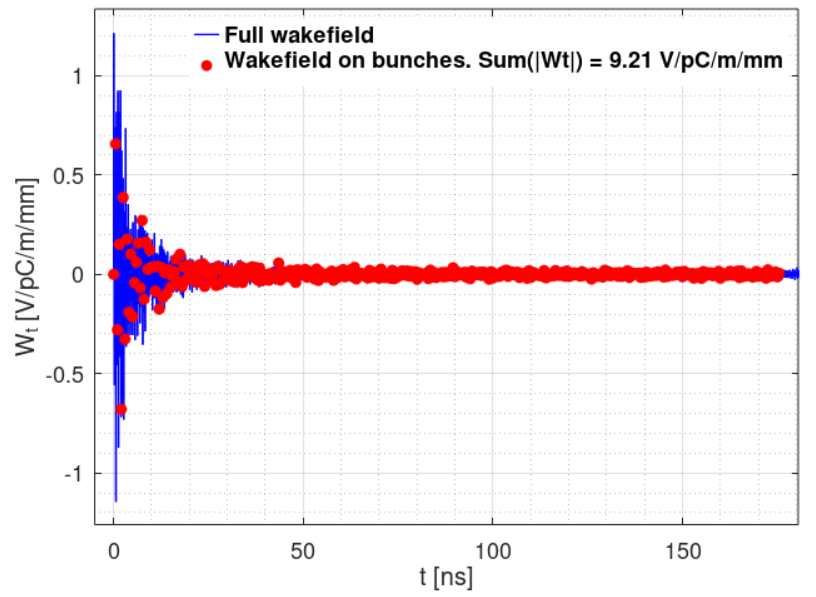 Full wakefield
Wakefield on bunches. Sum(|Wt|) = 9.21 V/pC/m/mm
1
0.5
0
-0.5
-1
W_t [V/pC/m/mm]
0 50 100 150
t [ns]